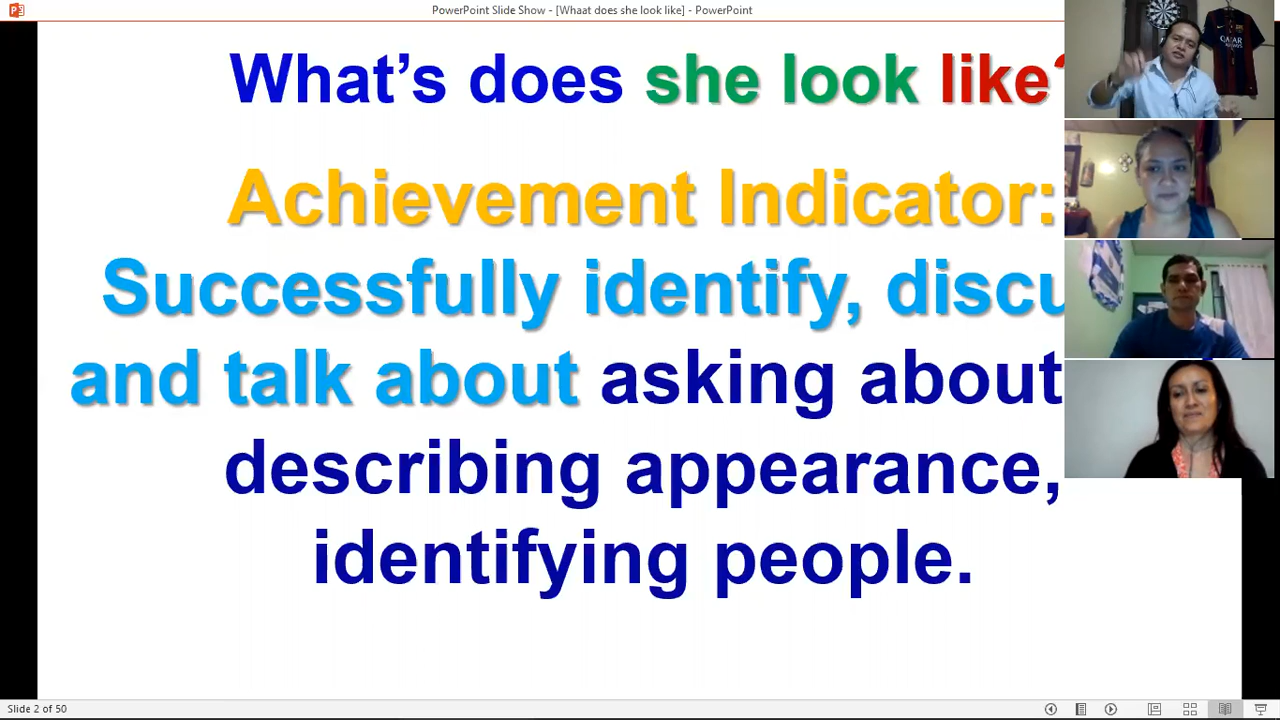 PowerPoint Slide Show - [Whaat does she look like] - PowerPoint
What's does she look like?
Achievement Indicator:
Successfully identify,
and talk about asking about
describing appearance,
identifying people.
QATAR
Slide 2 of 50